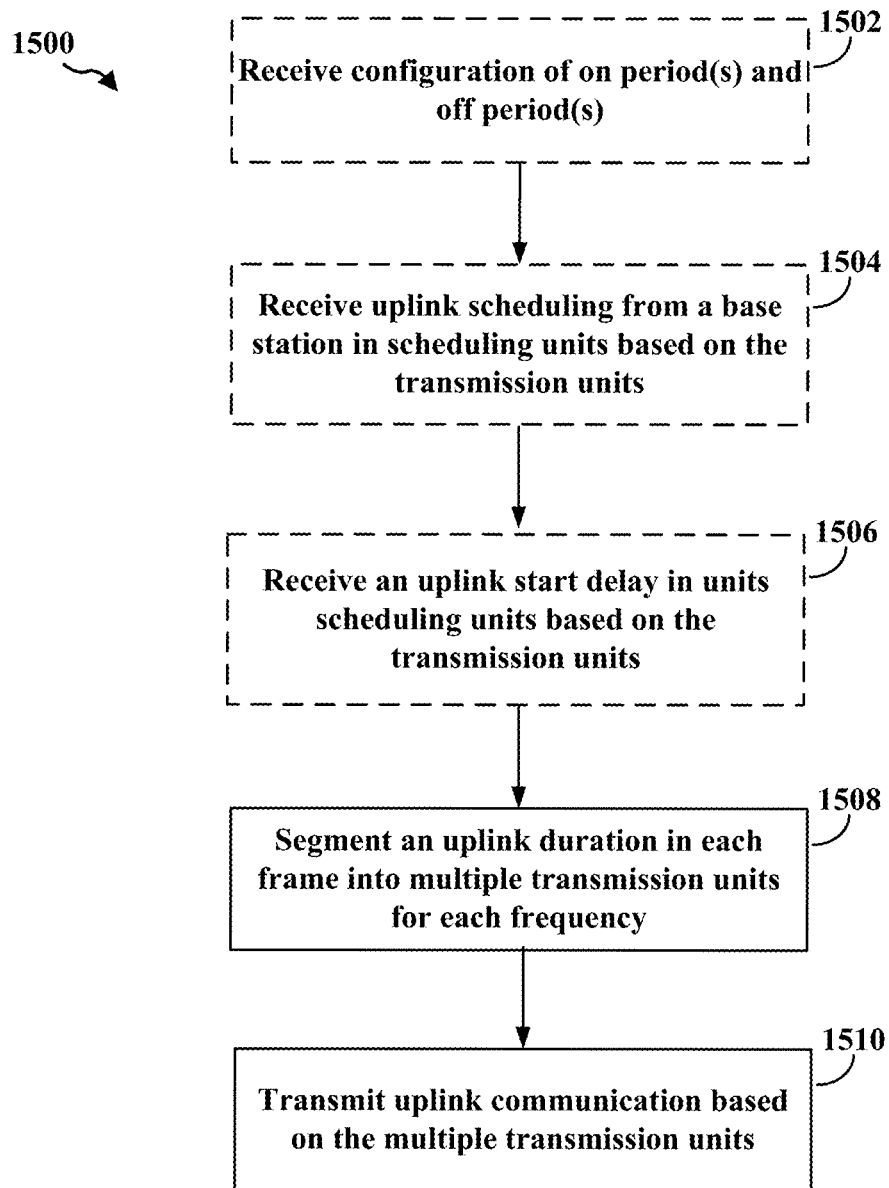 1500
1502
Receive configuration of on period(s) and
off period(s)
1504
Receive uplink scheduling from a base
station in scheduling units based on the
transmission units
1506
Receive an uplink start delay in units
scheduling units based on the
transmission units
1508
Segment an uplink duration in each
frame into multiple transmission units
for each frequency
1510
Transmit uplink communication based
on the multiple transmission units